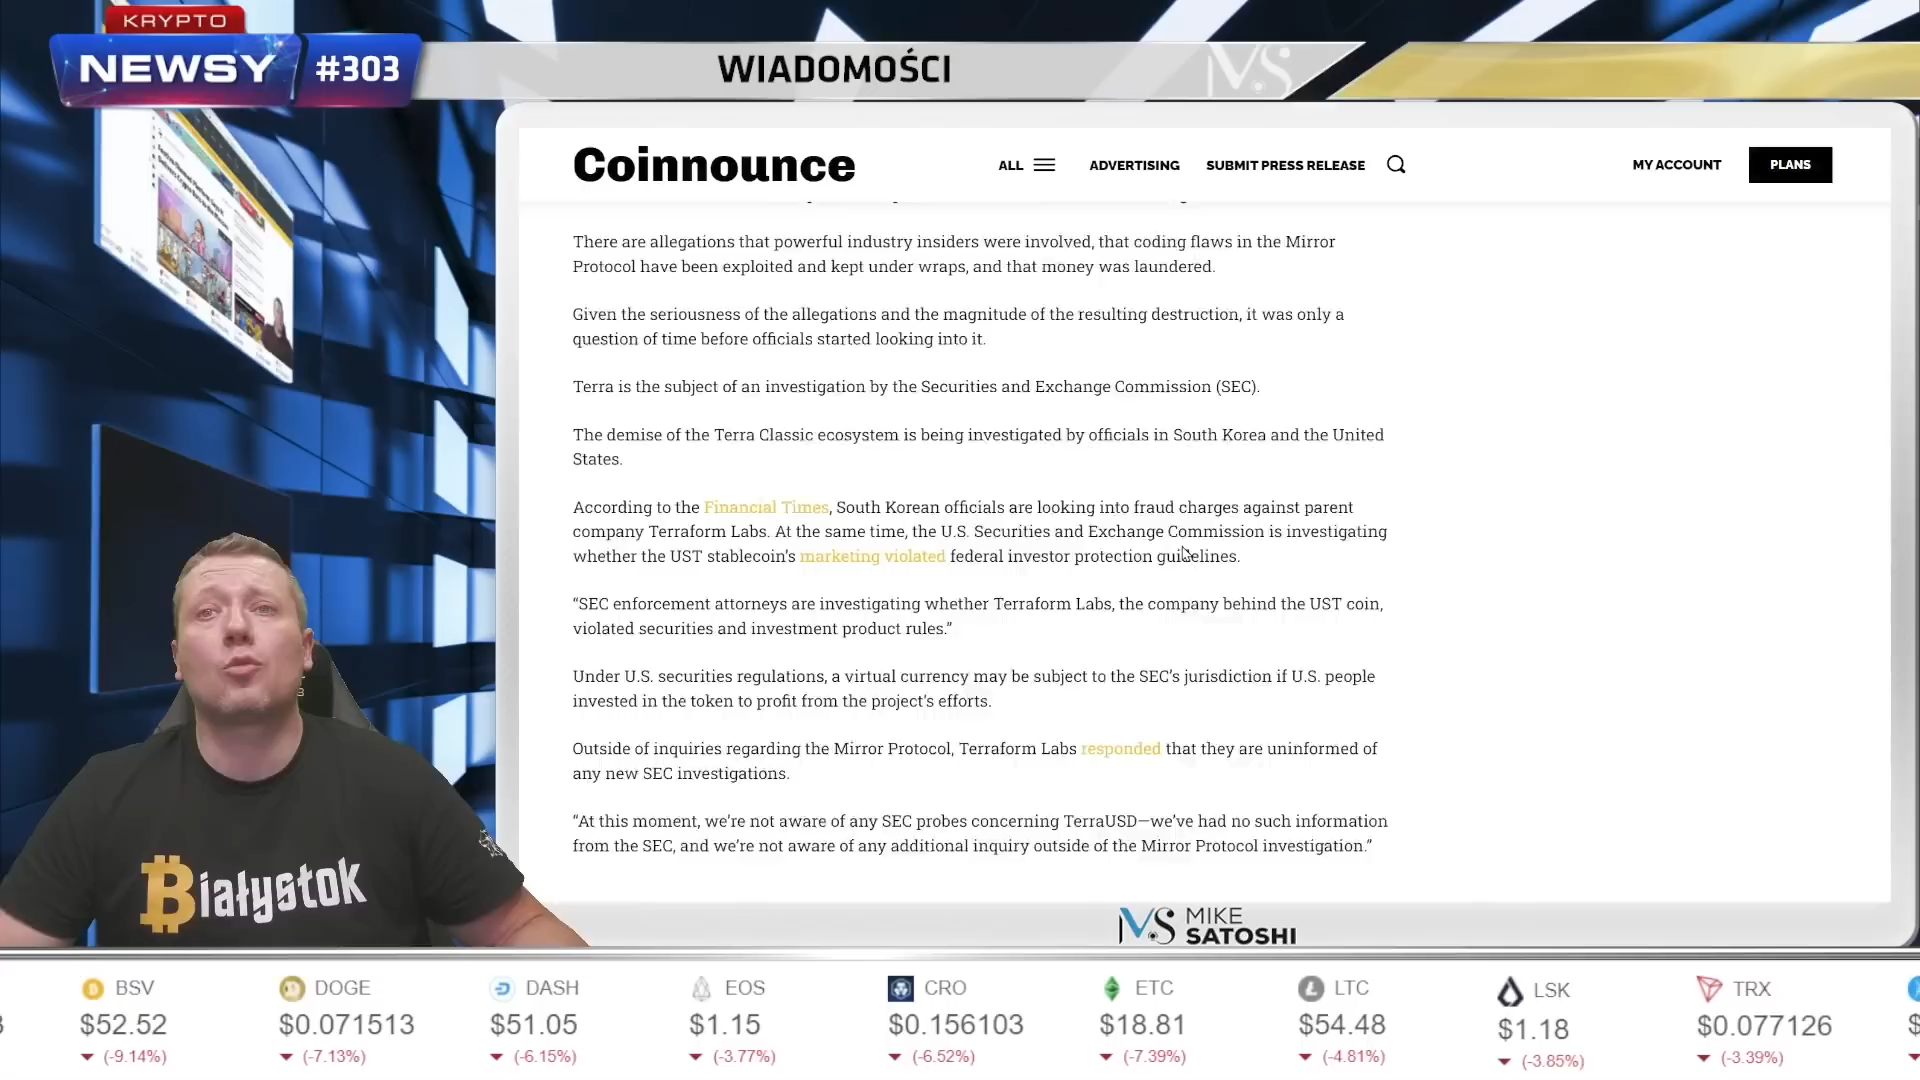 KRYPTO
NEWSY #303
WIADOMOŚCI
MS
Coinnounce
ALL
ADVERTISING
SUBMIT PRESS RELEASE
MY ACCOUNT
PLANS
There are allegations that powerful industry insiders were involved, that coding flaws in the Mirror
Protocol have been exploited and kept under wraps, and that money was laundered.
Given the seriousness of the allegations and the magnitude of the resulting destruction, it was only a
question of time before officials started looking into it.
Terra is the subject of an investigation by the Securities and Exchange Commission (SEC).
The demise of the Terra Classic ecosystem is being investigated by officials in South Korea and the United
States.
According to the Financial Times, South Korean officials are looking into fraud charges against parent
company Terraform Labs. At the same time, the U.S. Securities and Exchange Commission is investigating
whether the UST stablecoin's marketing violated federal investor protection guidelines.
“SEC enforcement attorneys are investigating whether Terraform Labs, the company behind the UST coin,
violated securities and investment product rules.”
Under U.S. securities regulations, a virtual currency may be subject to the SEC's jurisdiction if U.S. people
invested in the token to profit from the project's efforts.
Outside of inquiries regarding the Mirror Protocol, Terraform Labs responded that they are uninformed of
any new SEC investigations.
“At this moment, we're not aware of any SEC probes concerning TerraUSD—we've had no such information
from the SEC, and we're not aware of any additional inquiry outside of the Mirror Protocol investigation.”
Białystok
MS MIKE
SATOSHI
BSV DOGE DASH EOS CRO ETC LTC LSK TRX
$52.52 $0.071513 $51.05 $1.15 $0.156103 $18.81 $54.48 $1.18 $0.077126
(-9.14%) (-7.13%) (-6.15%) (-3.77%) (-6.52%) (-7.39%) (-4.81%) (-3.85%) (-3.39%)